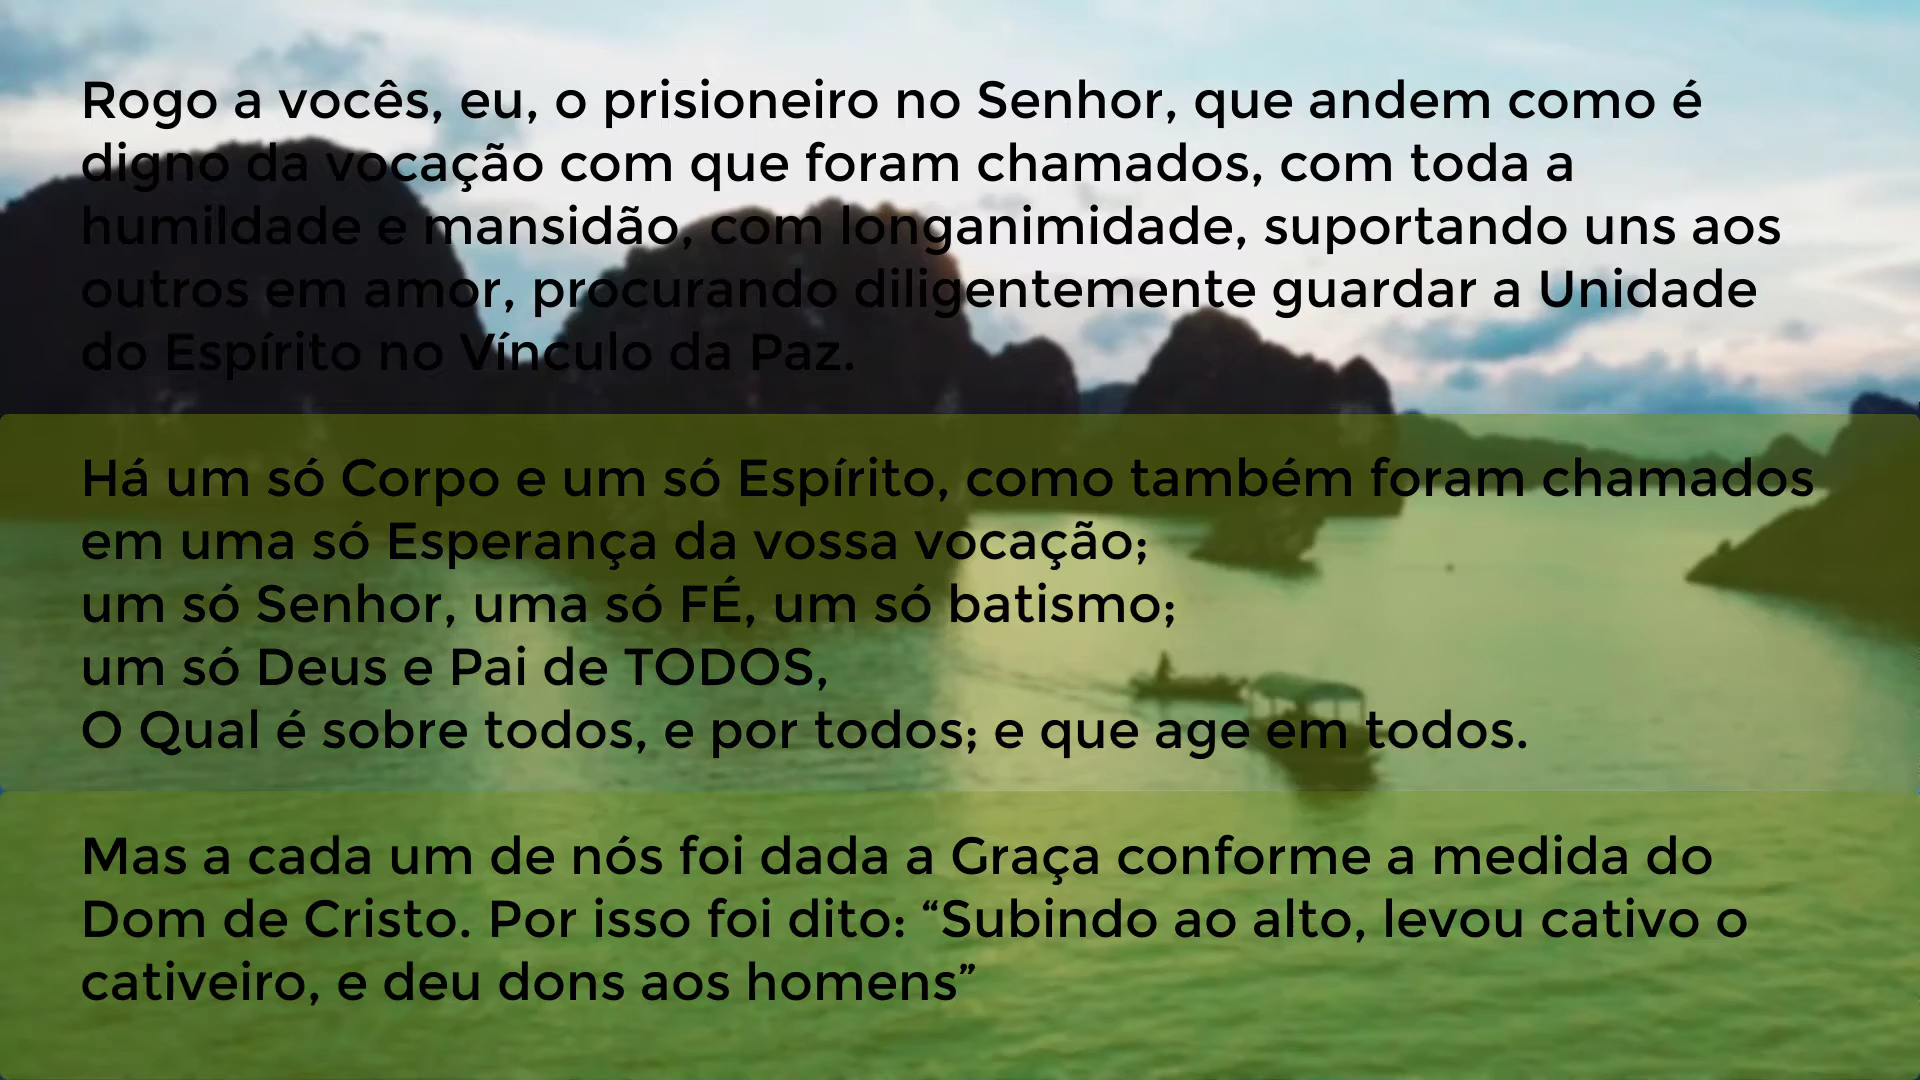 Rogo a vocês, eu, o prisioneiro no Senhor, que andem como é
digno da vocação com que foram chamados, com toda a
humildade e mansidão, com longanimidade, suportando uns aos
outros em amor, procurando diligentemente guardar a Unidade
do Espírito no Vínculo da Paz.
Há um só Corpo e um só Espírito, como também foram chamados
em uma só Esperança da vossa vocação;
um só Senhor, uma só FÉ, um só batismo;
um só Deus e Pai de TODOS,
O Qual é sobre todos, e por todos; e que age em todos.
Mas a cada um de nós foi dada a Graça conforme a medida do
Dom de Cristo. Por isso foi dito: “Subindo ao alto, levou cativo o
cativeiro, e deu dons aos homens”